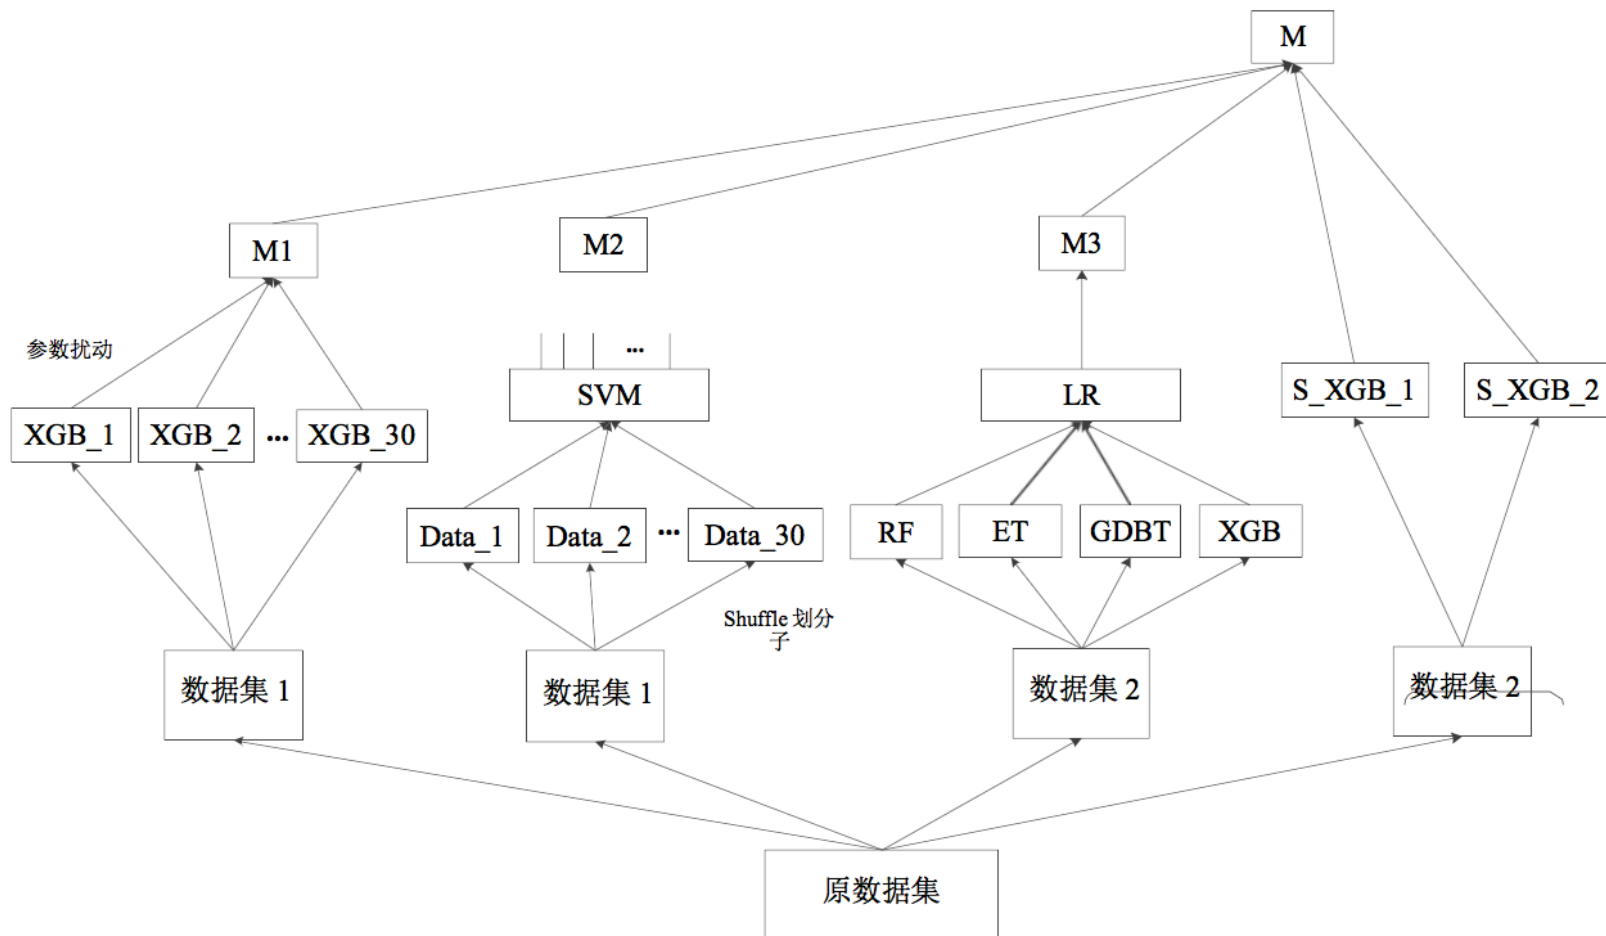 M
M1
M2
M3
参数扰动
...
SVM
LR
S_XGB_1
S_XGB_2
XGB_1
XGB_2
...
XGB_30
Data_1
Data_2
...
Data_30
RF
ET
GDBT
XGB
Shuffle 划分
子
数据集 1
数据集 1
数据集 2
数据集 2
原数据集